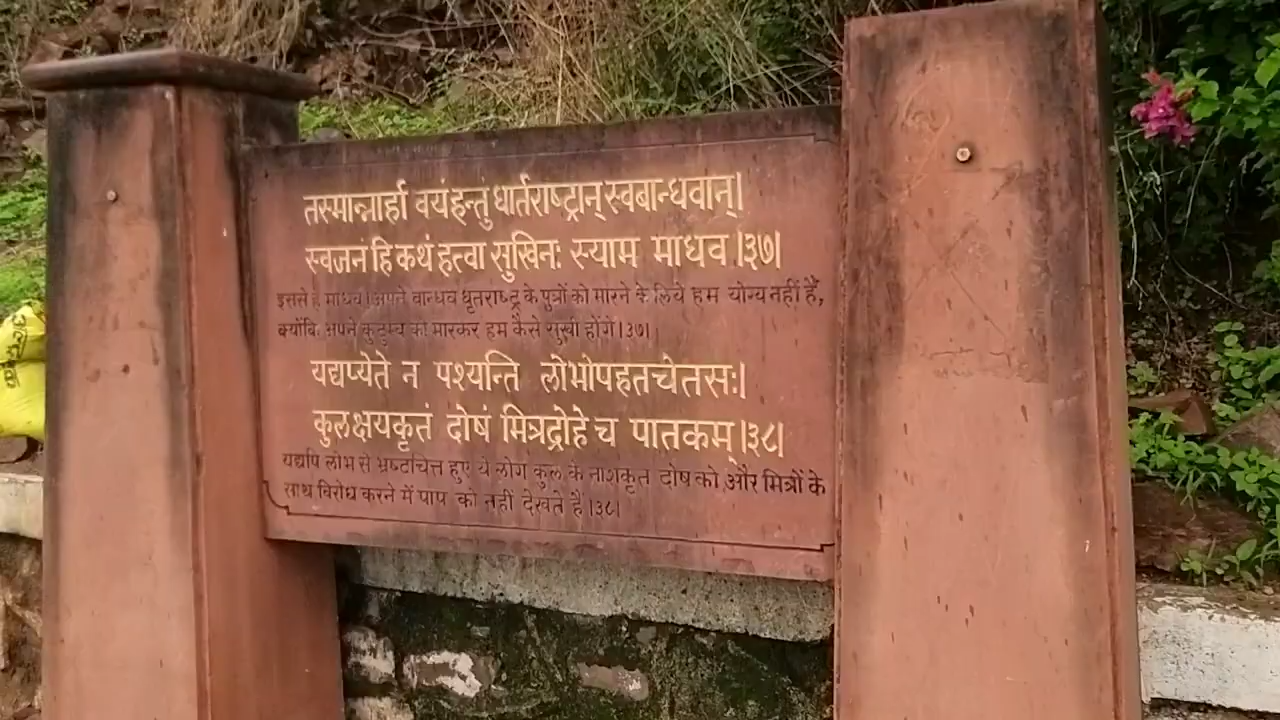 तस्मान्नार्हा वयं हन्तुं धार्तराष्ट्रान् स्वबान्धवान्।
स्वजनं हि कथं हत्वा सुखिनः स्याम माधव।३७।
इससे हे माधव। अपने बान्धव धृतराष्ट्र के पुत्रों को मारने के लिये हम योग्य नहीं हैं,
क्योंकि अपने कुटुम्ब को मारकर हम कैसे सुखी होंगे।३७।
यद्यप्येते न पश्यन्ति लोभोपहतचेतसः।
कुलक्षयकृतं दोषं मित्रद्रोहे च पातकम्।३८।
यद्यपि लोभ से भ्रष्टचित्त हुए ये लोग कुल के नाशकृत दोष को और मित्रों के
साथ विरोध करने में पाप को नहीं देखते हैं।३८।